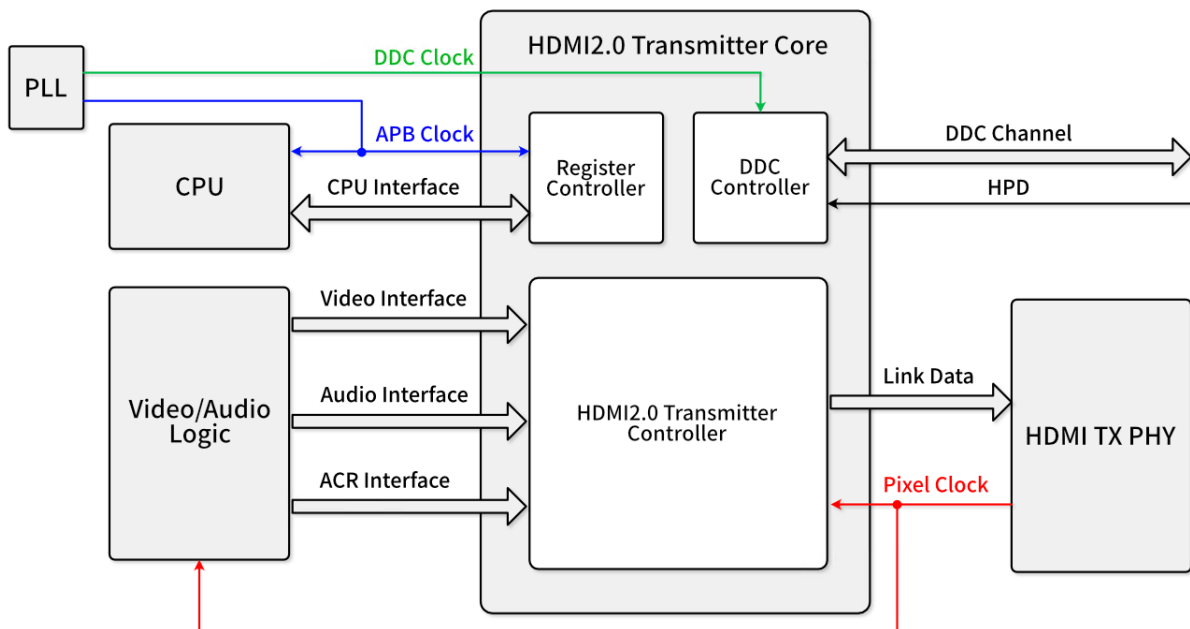 HDMI2.0 Transmitter Core
DDC Clock
PLL
APB Clock
CPU
CPU Interface
Register
Controller
DDC
Controller
DDC Channel
HPD
Video Interface
Audio Interface
ACR Interface
Video/Audio
Logic
HDMI2.0 Transmitter
Controller
Link Data
HDMI TX PHY
Pixel Clock